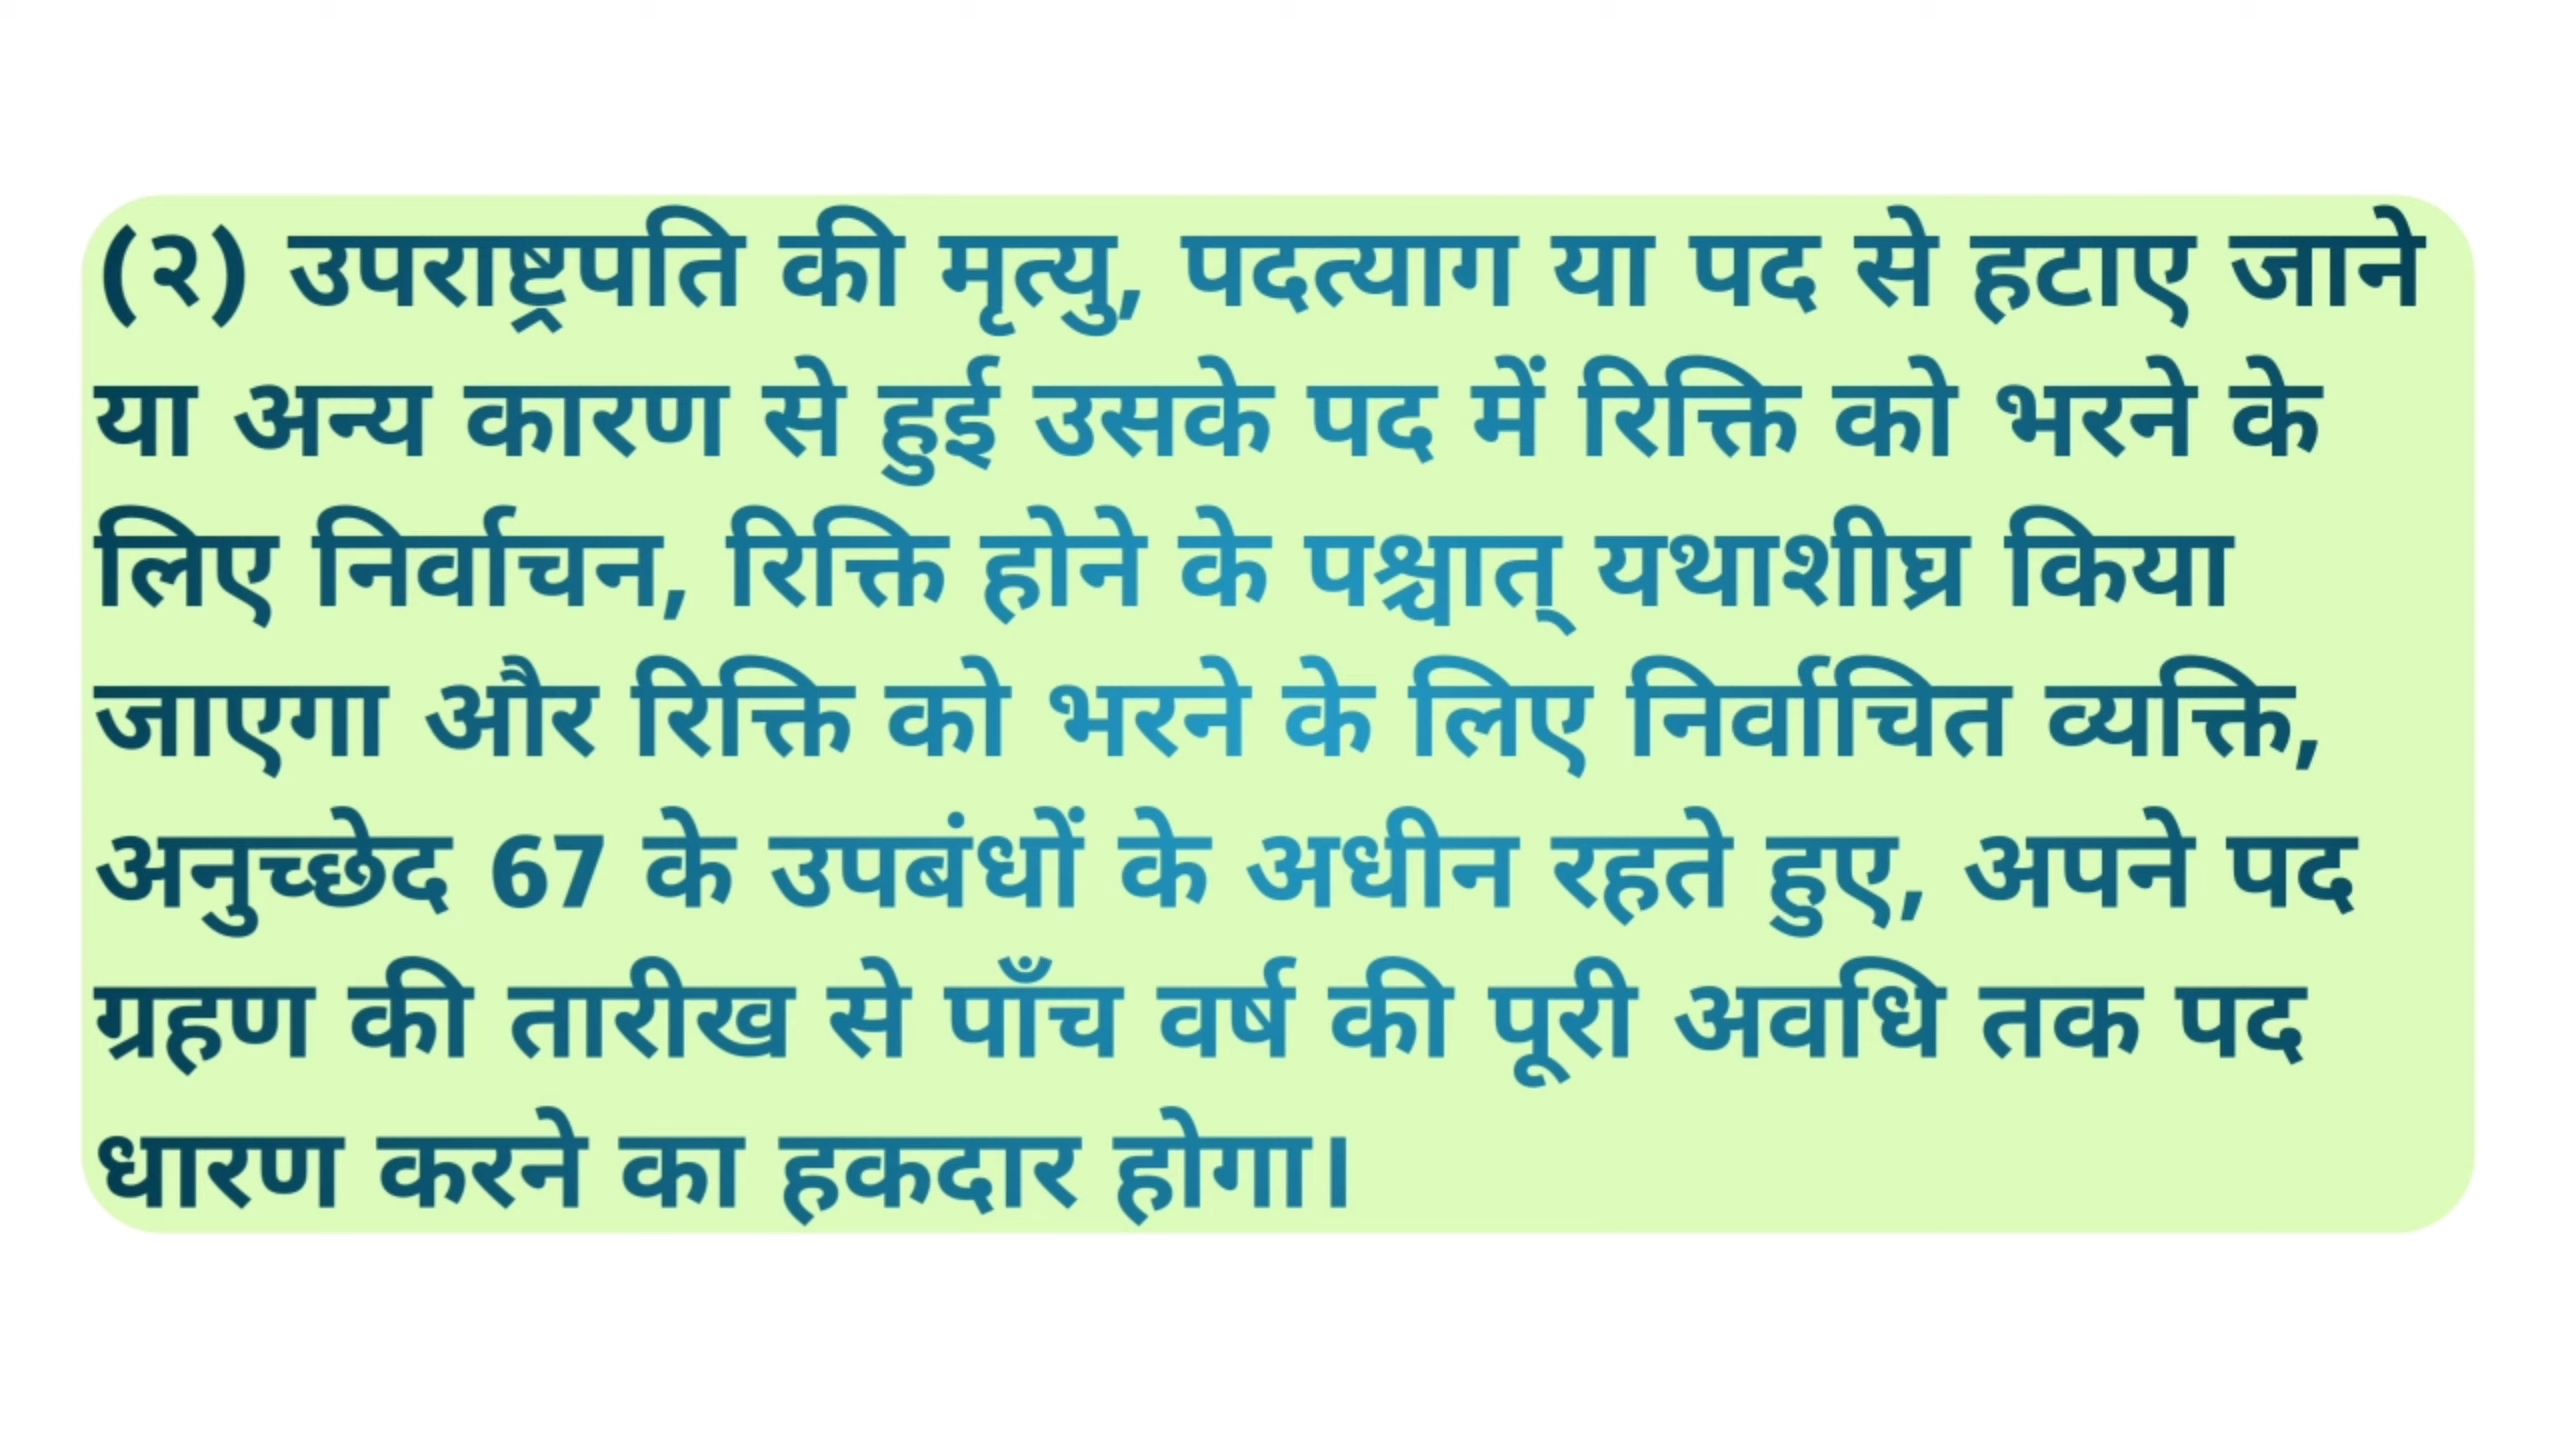 (२) उपराष्ट्रपति की मृत्यु, पदत्याग या पद से हटाए जाने
या अन्य कारण से हुई उसके पद में रिक्ति को भरने के
लिए निर्वाचन, रिक्ति होने के पश्चात् यथाशीघ्र किया
जाएगा और रिक्ति को भरने के लिए निर्वाचित व्यक्ति,
अनुच्छेद 67 के उपबंधों के अधीन रहते हुए, अपने पद
ग्रहण की तारीख से पाँच वर्ष की पूरी अवधि तक पद
धारण करने का हकदार होगा।